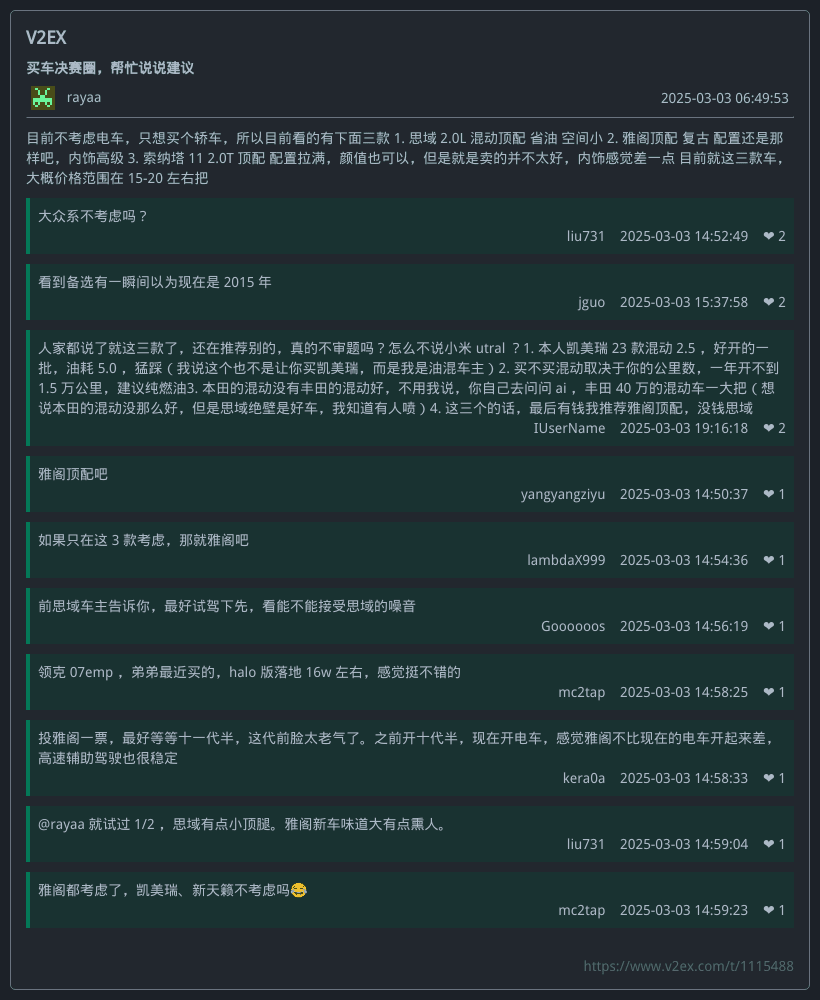 V2EX
买车决赛圈，帮忙说说建议
rayaa 2025-03-03 06:49:53
目前不考虑电车，只想买个轿车，所以目前看的有下面三款 1. 思域 2.0L 混动顶配 省油 空间小 2. 雅阁顶配 复古 配置还是那
样吧，内饰高级 3. 索纳塔 11 2.0T 顶配 配置拉满，颜值也可以，但是就是卖的并不太好，内饰感觉差一点 目前就这三款车，
大概价格范围在 15-20 左右把
大众系不考虑吗？
liu731 2025-03-03 14:52:49 ❤ 2
看到备选有一瞬间以为现在是 2015 年
jguo 2025-03-03 15:37:58 ❤ 2
人家都说了就这三款了，还在推荐别的，真的不审题吗？怎么不说小米 utral ？1. 本人凯美瑞 23 款混动 2.5 ，好开的一
批，油耗 5.0 ，猛踩（ 我说这个也不是让你买凯美瑞，而是我是油混车主 ）2. 买不买混动取决于你的公里数，一年开不到
1.5 万公里，建议纯燃油3. 本田的混动没有丰田的混动好，不用我说，你自己去问问 ai ，丰田 40 万的混动车一大把（ 想
说本田的混动没那么好，但是思域绝壁是好车，我知道有人喷 ）4. 这三个的话，最后有钱我推荐雅阁顶配，没钱思域
IUserName 2025-03-03 19:16:18 ❤ 2
雅阁顶配吧
yangyangziyu 2025-03-03 14:50:37 ❤ 1
如果只在这 3 款考虑，那就雅阁吧
lambdaX999 2025-03-03 14:54:36 ❤ 1
前思域车主告诉你，最好试驾下先，看能不能接受思域的噪音
Goooooos 2025-03-03 14:56:19 ❤ 1
领克 07emp ，弟弟最近买的，halo 版落地 16w 左右，感觉挺不错的
mc2tap 2025-03-03 14:58:25 ❤ 1
投雅阁一票，最好等等十一代半，这代前脸太老气了。之前开十代半，现在开电车，感觉雅阁不比现在的电车开起来差，
高速辅助驾驶也很稳定
kera0a 2025-03-03 14:58:33 ❤ 1
@rayaa 就试过 1/2 ，思域有点小顶腿。雅阁新车味道大有点熏人。
liu731 2025-03-03 14:59:04 ❤ 1
雅阁都考虑了，凯美瑞、新天籁不考虑吗😂
mc2tap 2025-03-03 14:59:23 ❤ 1
https://www.v2ex.com/t/1115488